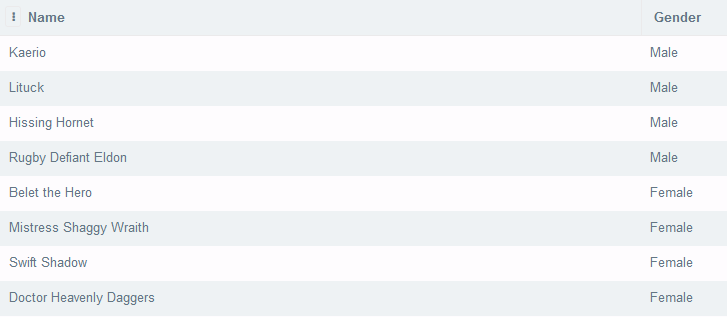 Name Gender
Kaerio Male
Lituck Male
Hissing Hornet Male
Rugby Defiant Eldon Male
Belet the Hero Female
Mistress Shaggy Wraith Female
Swift Shadow Female
Doctor Heavenly Daggers Female